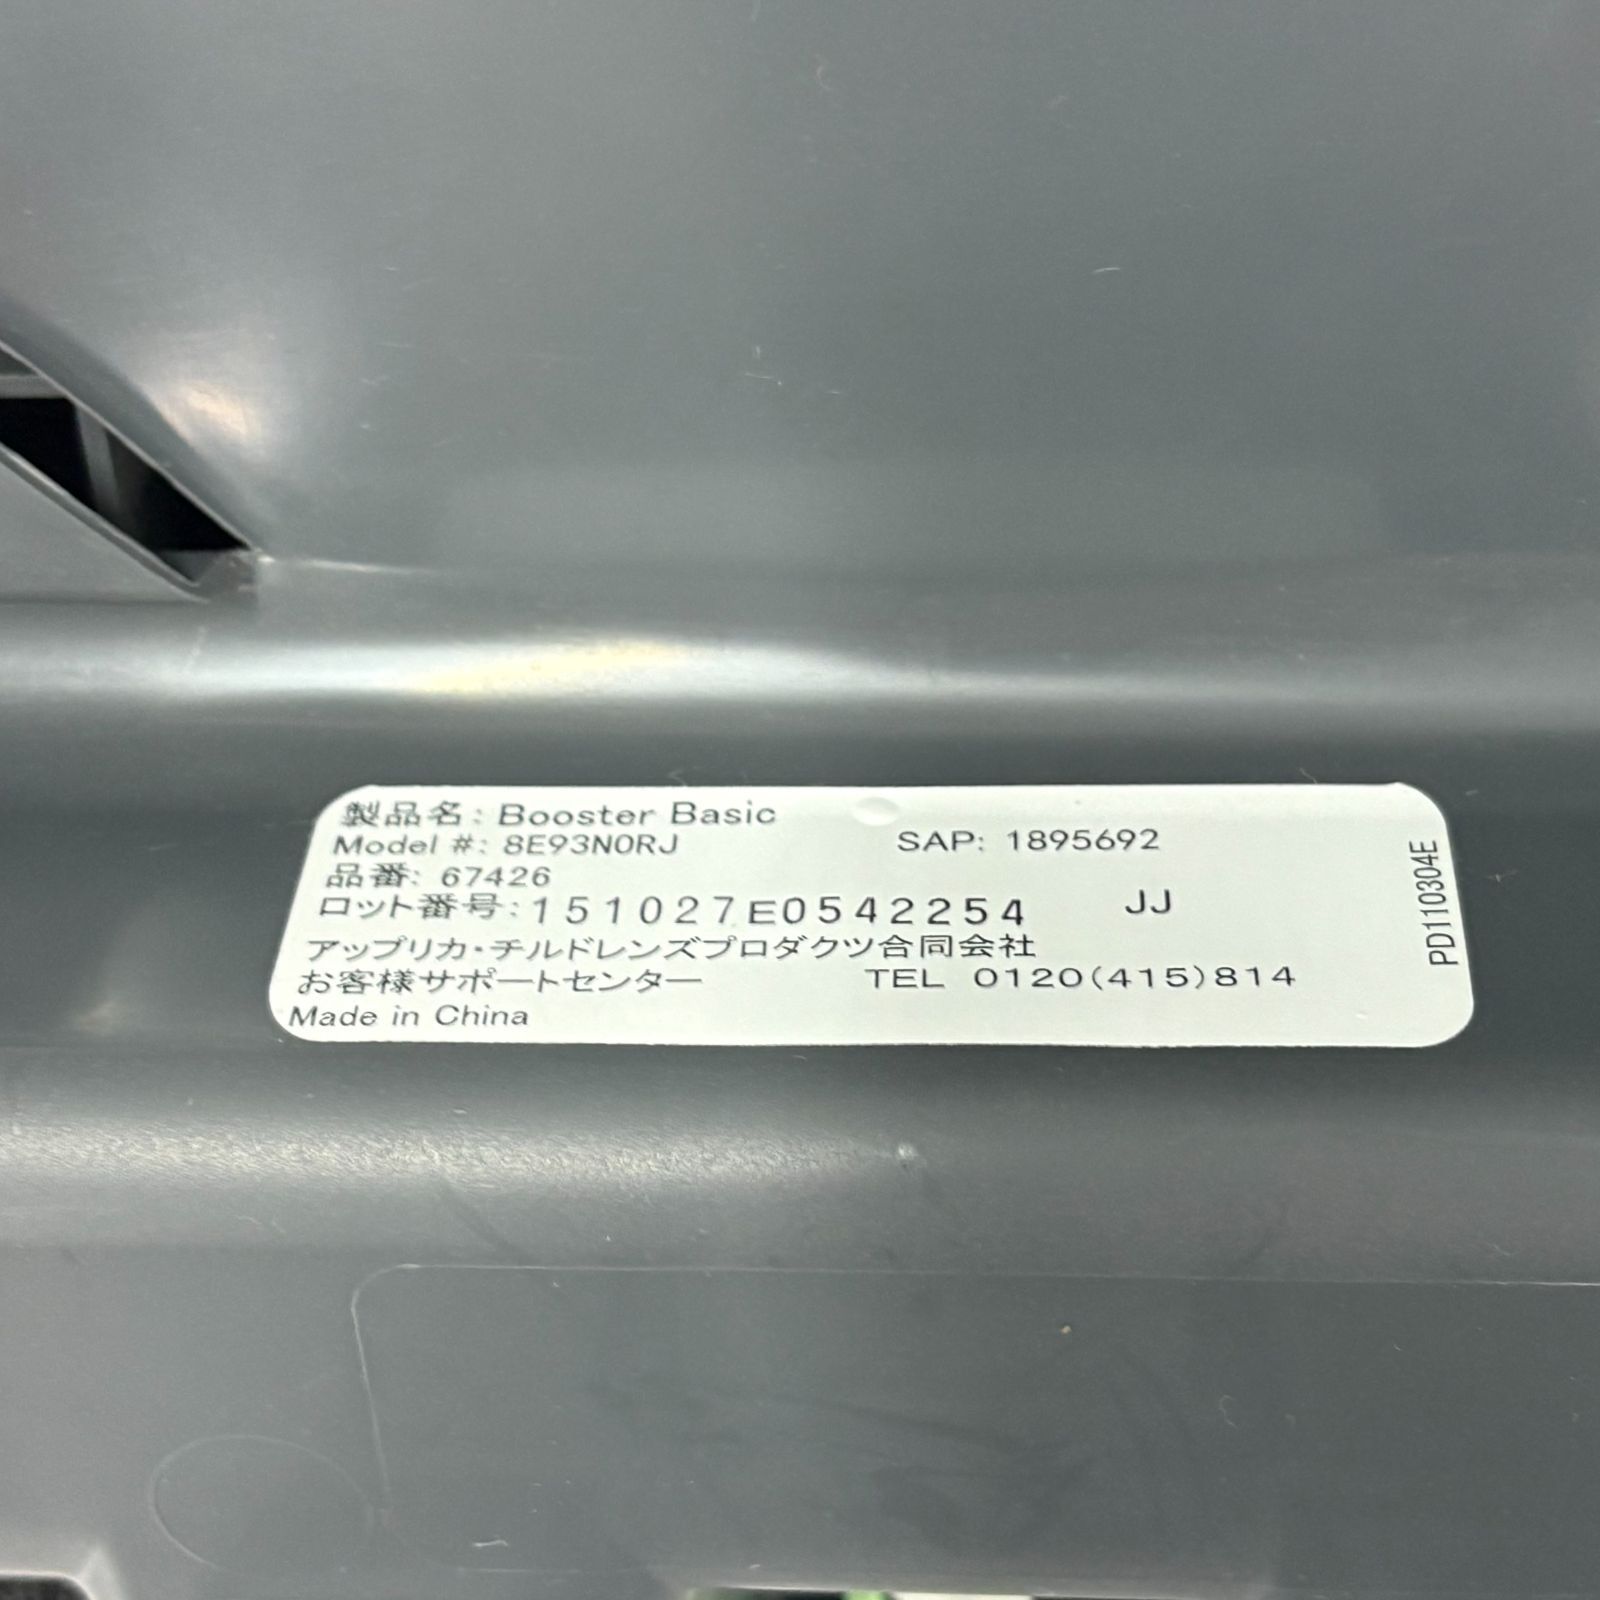 製品名: Booster Basic
Model #: 8E93N0RJ SAP: 1895692
品番: 67426
ロット番号: 151027E0542254 JJ
アップリカ・チルドレンズプロダクツ合同会社
お客様サポートセンター TEL 0120(415)814
Made in China
PD110304E